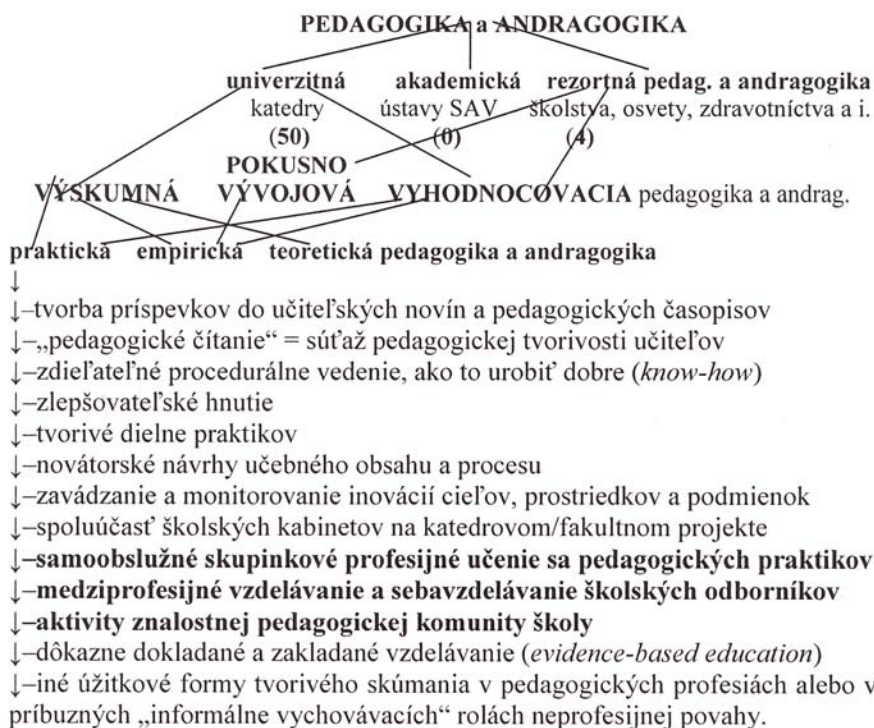 PEDAGOGIKA a ANDRAGOGIKA
univerzitná akademická rezortná pedag. a andragogika
katedry ústavy SAV školstva, osvety, zdravotníctva a i.
(50) (0) (4)
POKUSNO
VÝSKUMNÁ VÝVOJOVÁ VYHODNOCOVACIA pedagogika a andrag.
praktická empirická teoretická pedagogika a andragogika
↓
↓–tvorba príspevkov do učiteľských novín a pedagogických časopisov
↓–„pedagogické čítanie“ = súťaž pedagogickej tvorivosti učiteľov
↓–zdieľateľné procedurálne vedenie, ako to urobiť dobre (know-how)
↓–zlepšovateľské hnutie
↓–tvorivé dielne praktikov
↓–novátorské návrhy učebného obsahu a procesu
↓–zavádzanie a monitorovanie inovácií cieľov, prostriedkov a podmienok
↓–spoluúčasť školských kabinetov na katedrovom/fakultnom projekte
↓–samoobslužné skupinkové profesijné učenie sa pedagogických praktikov
↓–medziprofesijné vzdelávanie a sebavzdelávanie školských odborníkov
↓–aktivity znalostnej pedagogickej komunity školy
↓–dôkazne dokladané a zakladané vzdelávanie (evidence-based education)
↓–iné úžitkové formy tvorivého skúmania v pedagogických profesiách alebo v
príbuzných „informálne vychovávacích“ rolách neprofesijnej povahy.